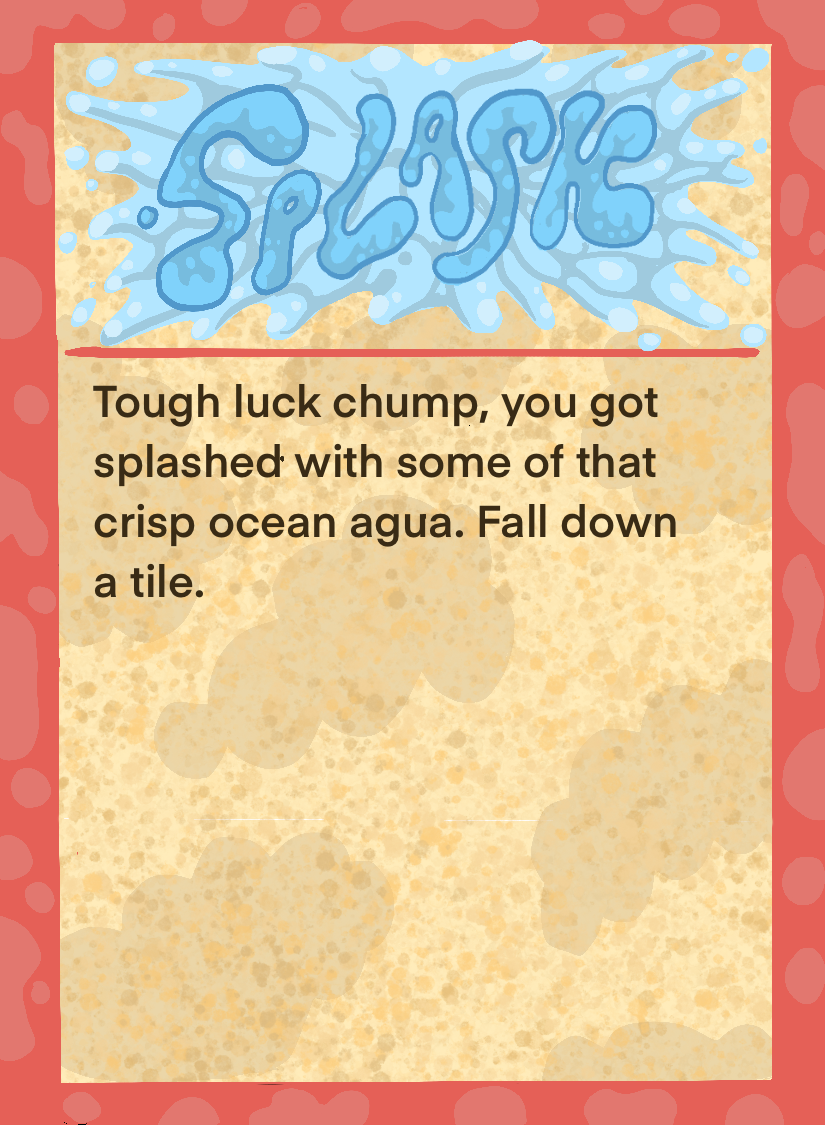 SPLASH
Tough luck chump, you got
splashed with some of that
crisp ocean agua. Fall down
a tile.